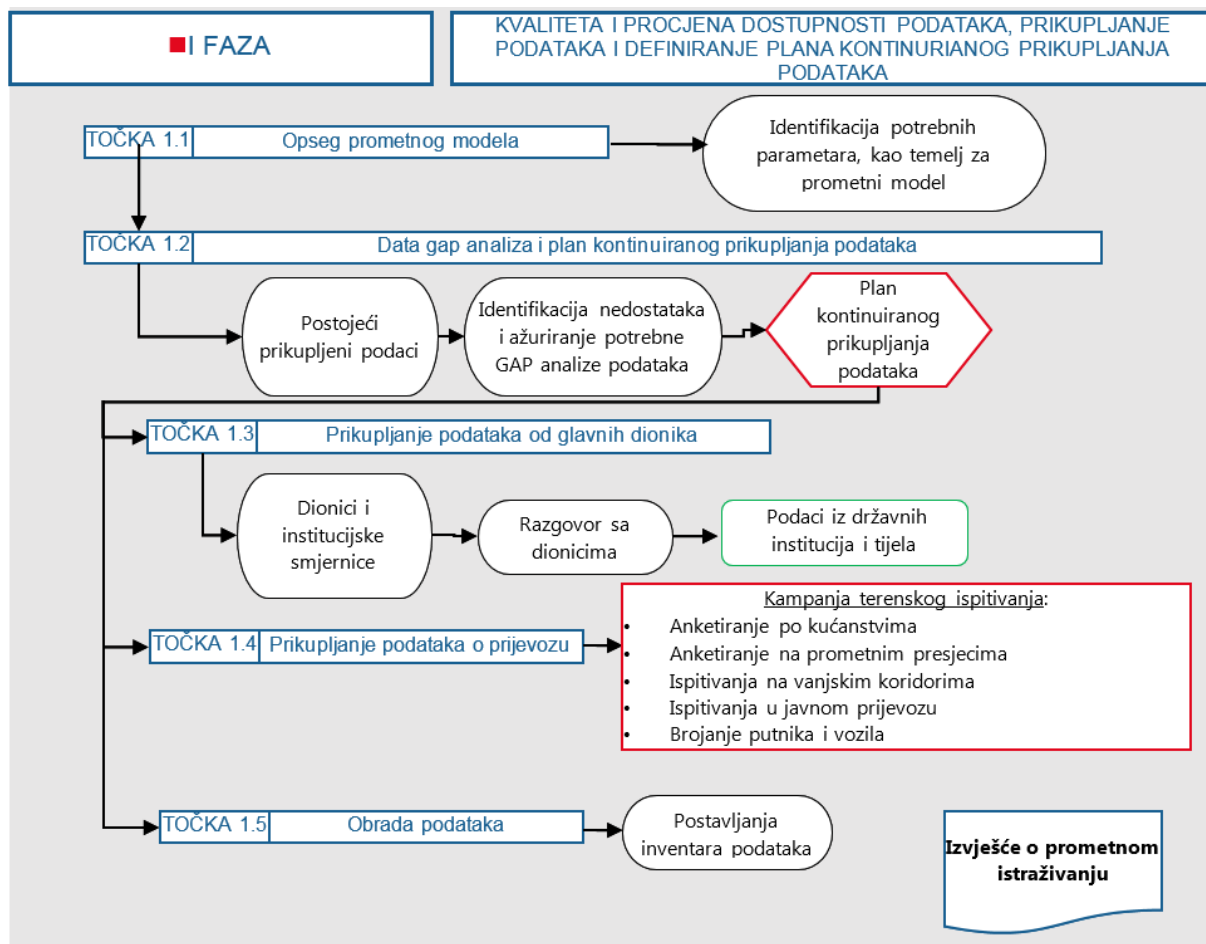 I FAZA
KVALITETA I PROCJENA DOSTUPNOSTI PODATAKA, PRIKUPLJANJE
PODATAKA I DEFINIRANJE PLANA KONTINURIANOG PRIKUPLJANJA
PODATAKA
TOČKA 1.1
Opseg prometnog modela
Identifikacija potrebnih
parametara, kao temelj za
prometni model
TOČKA 1.2
Data gap analiza i plan kontinuiranog prikupljanja podataka
Postojeći
prikupljeni podaci
Identifikacija nedostataka
i ažuriranje potrebne
GAP analize podataka
Plan
kontinuiranog
prikupljanja
podataka
TOČKA 1.3
Prikupljanje podataka od glavnih dionika
Dionici i
institucijske
smjernice
Razgovor sa
dionicima
Podaci iz državnih
institucija i tijela
TOČKA 1.4
Prikupljanje podataka o prijevozu
Kampanja terenskog ispitivanja:
• Anketiranje po kućanstvima
• Anketiranje na prometnim presjecima
• Ispitivanja na vanjskim koridorima
• Ispitivanja u javnom prijevozu
• Brojanje putnika i vozila
TOČKA 1.5
Obrada podataka
Postavljanja
inventara podataka
Izvješće o prometnom
istraživanju